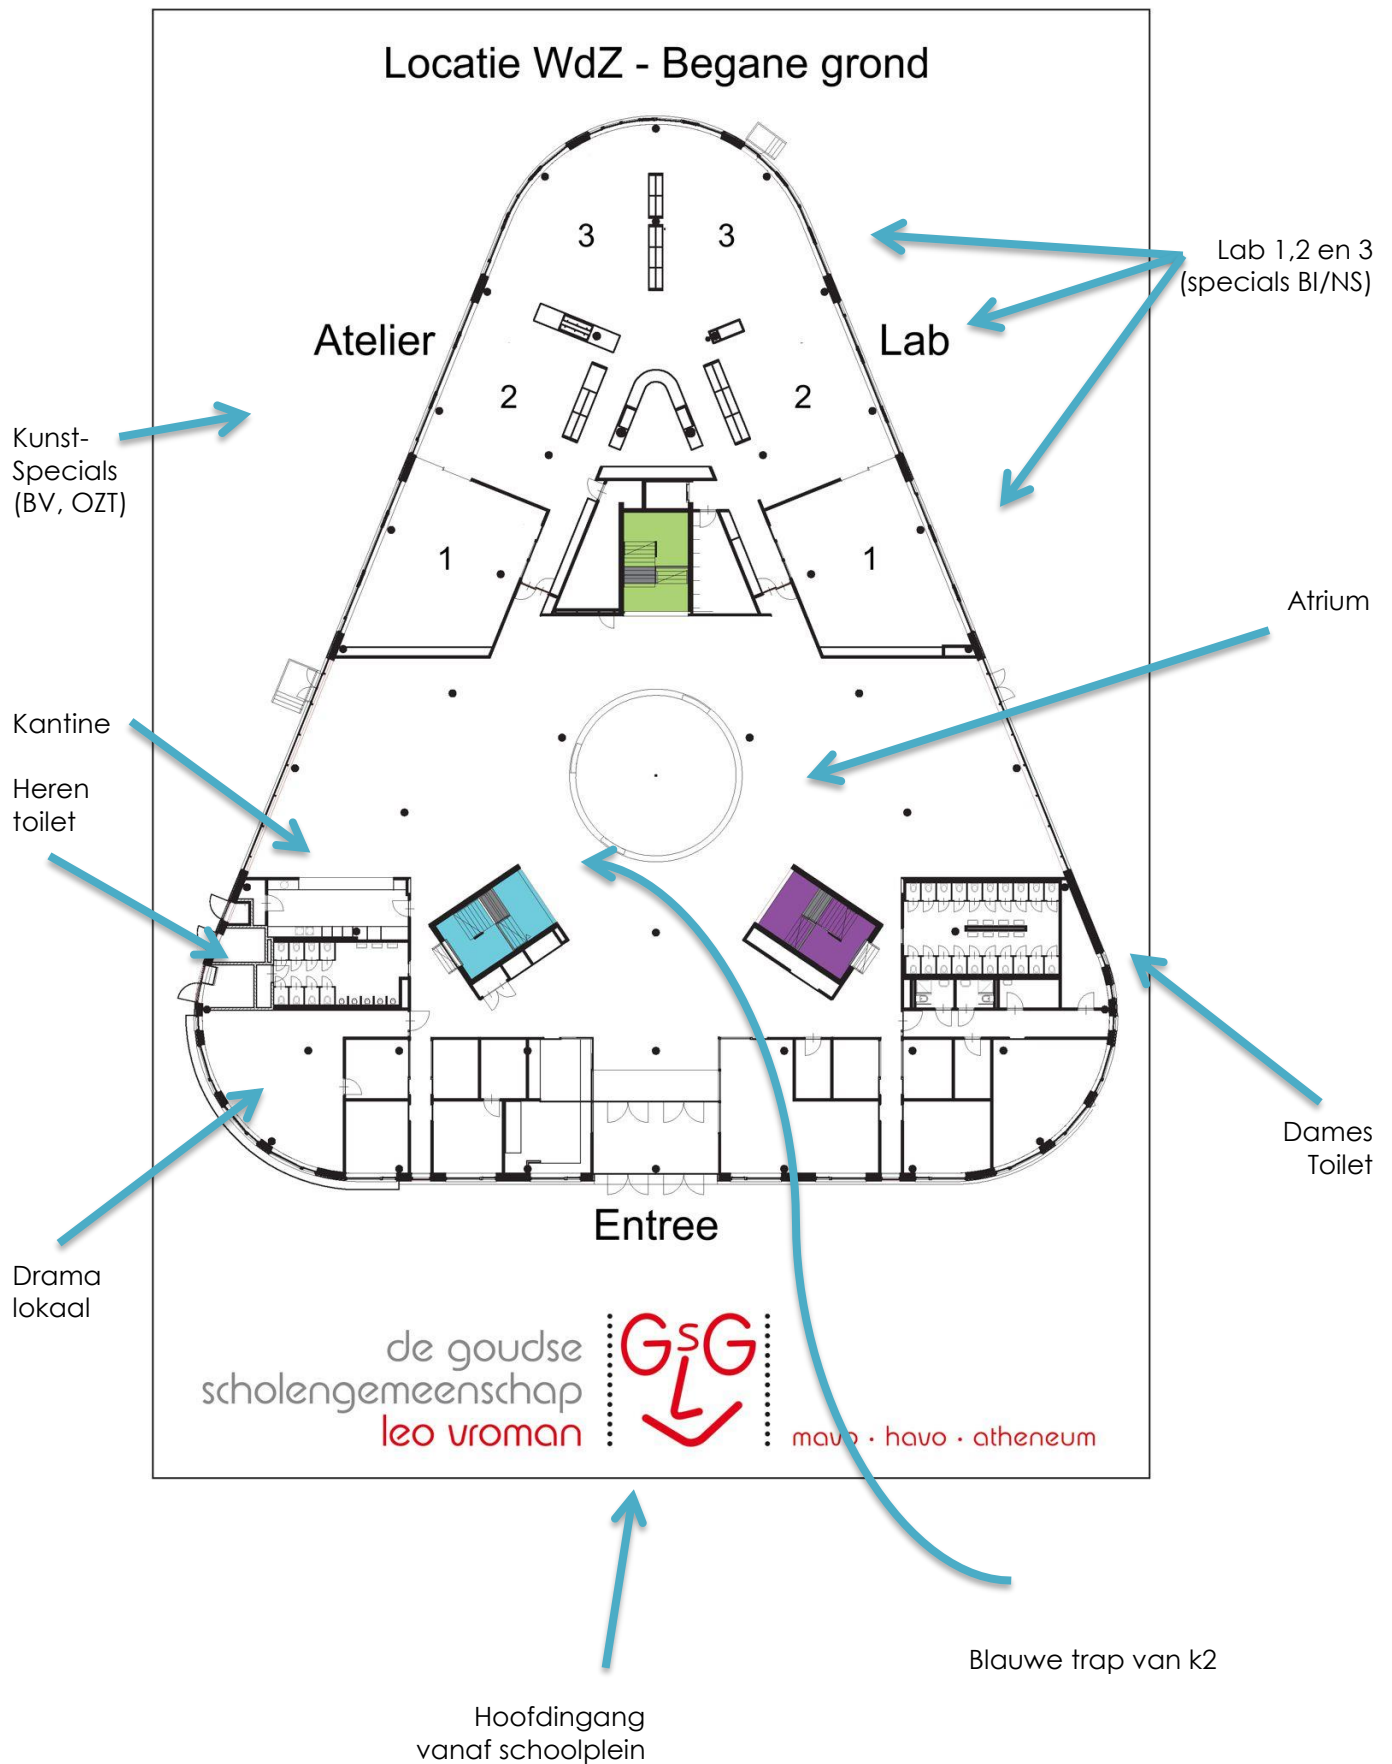 Locatie WdZ - Begane grond
3
3
Lab 1,2 en 3
(specials BI/NS)
Atelier
Lab
2
2
Kunst-
Specials
(BV, OZT)
1
1
Atrium
Kantine
Heren
toilet
Dames
Toilet
Entree
Drama
lokaal
de goudse
scholengemeenschap
leo vroman
GsG
L
mavo · havo · atheneum
Blauwe trap van k2
Hoofdingang
vanaf schoolplein